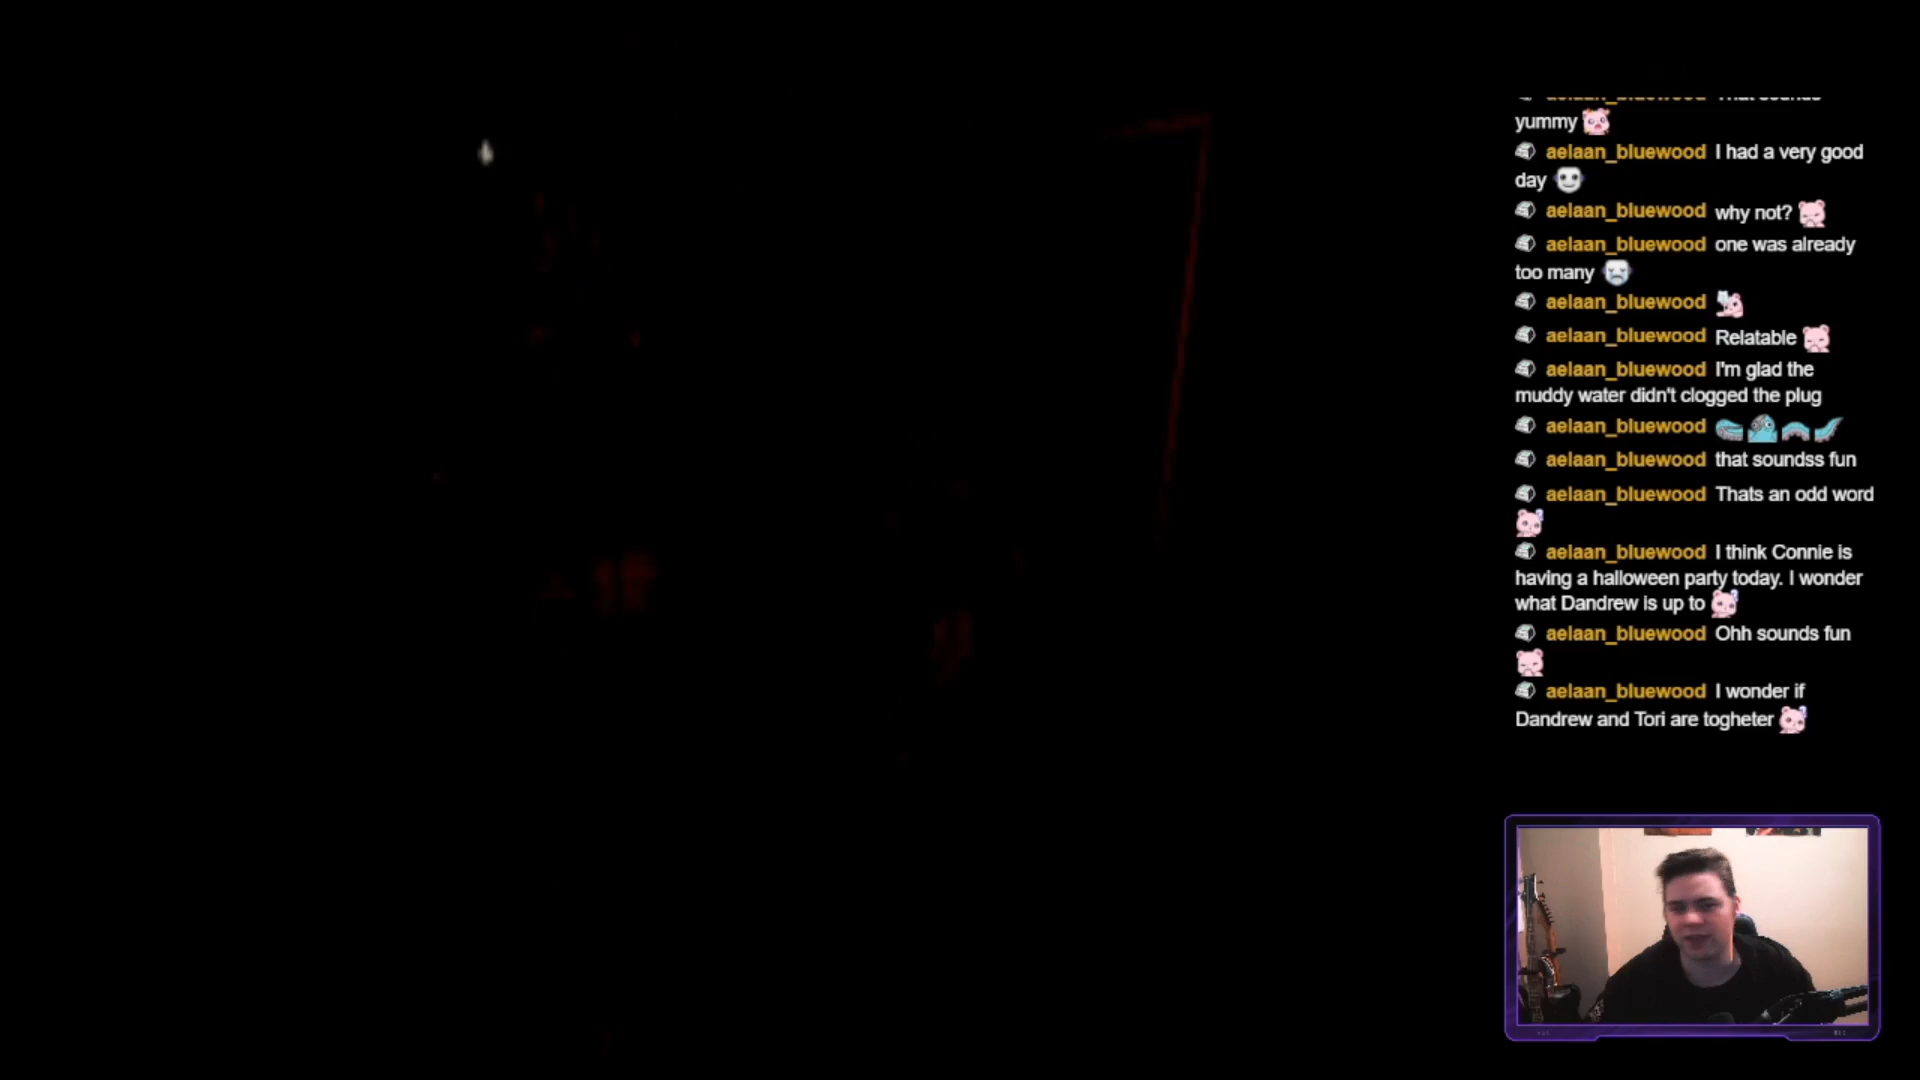 yummy
aelaan_bluewood I had a very good
day
aelaan_bluewood why not?
aelaan_bluewood one was already
too many
aelaan_bluewood
aelaan_bluewood Relatable
aelaan_bluewood I'm glad the
muddy water didn't clogged the plug
aelaan_bluewood
aelaan_bluewood that soundss fun
aelaan_bluewood Thats an odd word
aelaan_bluewood I think Connie is
having a halloween party today. I wonder
what Dandrew is up to
aelaan_bluewood Ohh sounds fun
aelaan_bluewood I wonder if
Dandrew and Tori are togheter